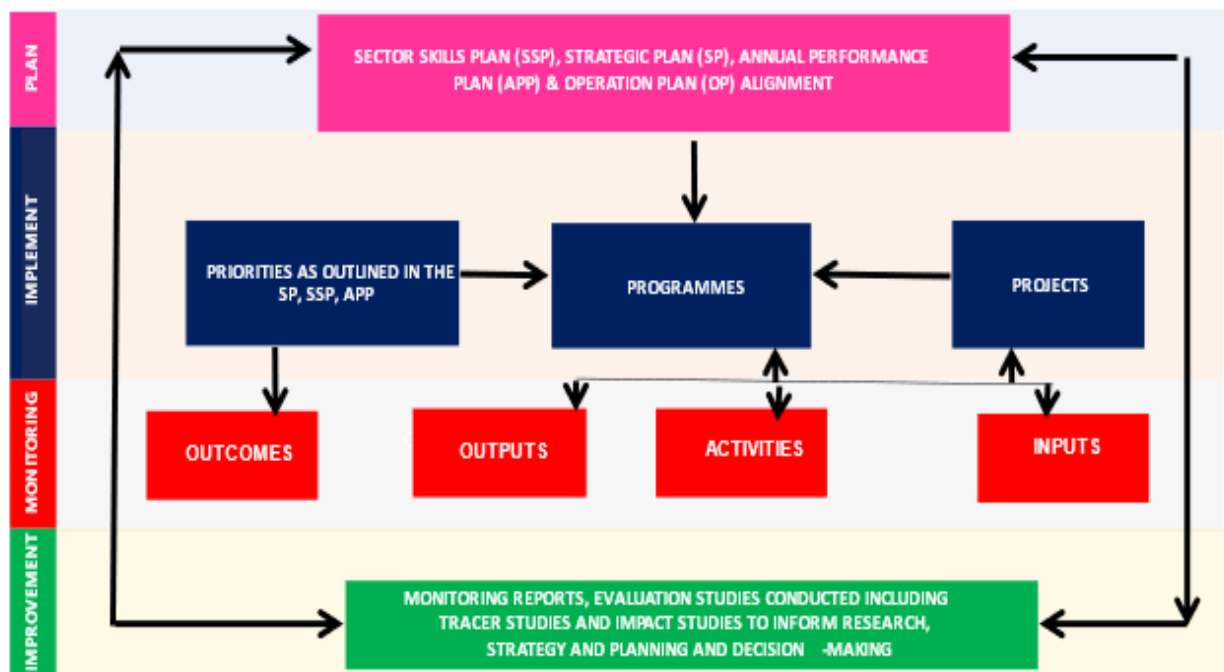 PLAN
SECTOR SKILLS PLAN (SSP), STRATEGIC PLAN (SP), ANNUAL PERFORMANCE
PLAN (APP) & OPERATION PLAN (OP) ALIGNMENT
IMPLEMENT
PRIORITIES AS OUTLINED IN THE
SP, SSP, APP
PROGRAMMES
PROJECTS
MONITORING
OUTCOMES
OUTPUTS
ACTIVITIES
INPUTS
IMPROVEMENT
MONITORING REPORTS, EVALUATION STUDIES CONDUCTED INCLUDING
TRACER STUDIES AND IMPACT STUDIES TO INFORM RESEARCH,
STRATEGY AND PLANNING AND DECISION -MAKING